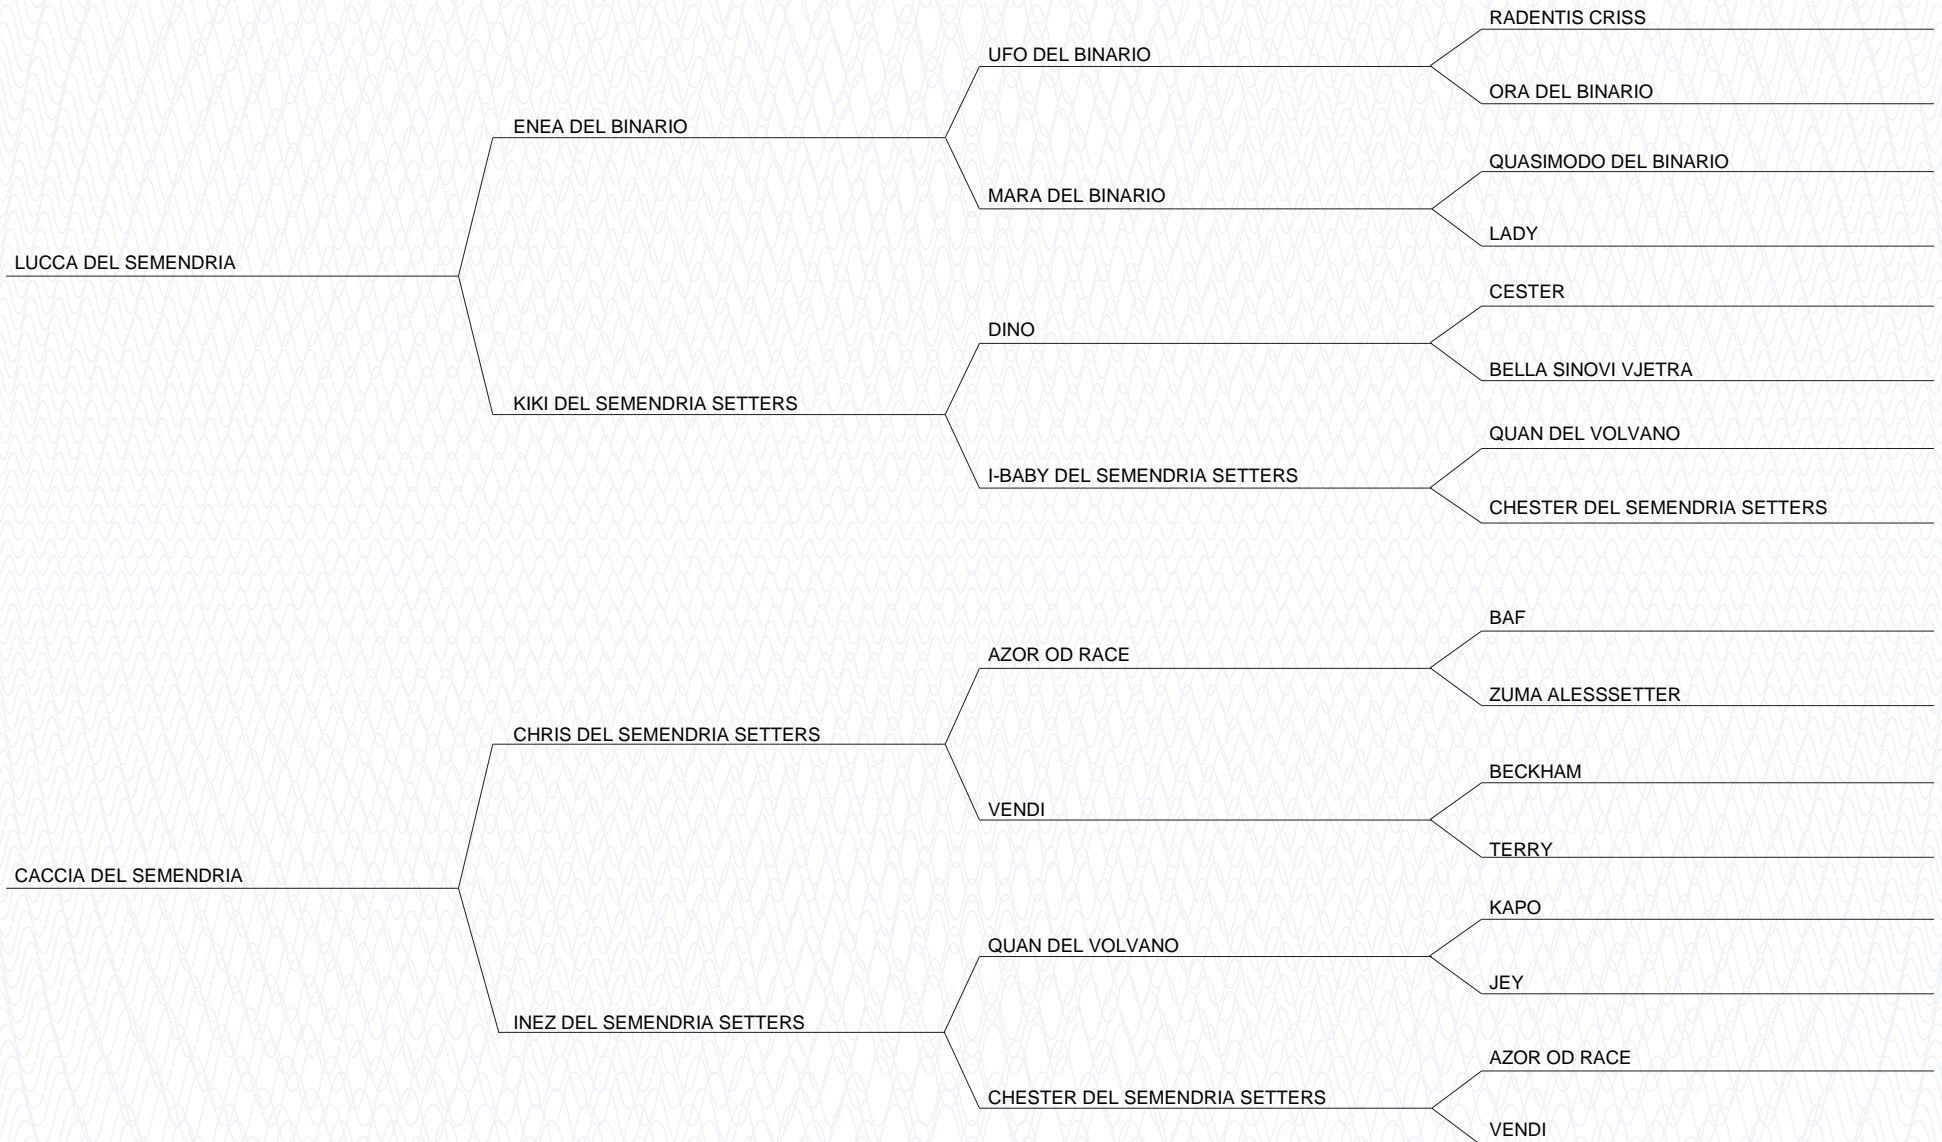 RADENTIS CRISS
UFO DEL BINARIO
ORA DEL BINARIO
ENEA DEL BINARIO
QUASIMODO DEL BINARIO
MARA DEL BINARIO
LADY
LUCCA DEL SEMENDRIA
CESTER
DINO
BELLA SINOVI VJETRA
KIKI DEL SEMENDRIA SETTERS
QUAN DEL VOLVANO
I-BABY DEL SEMENDRIA SETTERS
CHESTER DEL SEMENDRIA SETTERS
BAF
AZOR OD RACE
ZUMA ALESSSETTER
CHRIS DEL SEMENDRIA SETTERS
BECKHAM
VENDI
TERRY
CACCIA DEL SEMENDRIA
KAPO
QUAN DEL VOLVANO
JEY
INEZ DEL SEMENDRIA SETTERS
AZOR OD RACE
CHESTER DEL SEMENDRIA SETTERS
VENDI